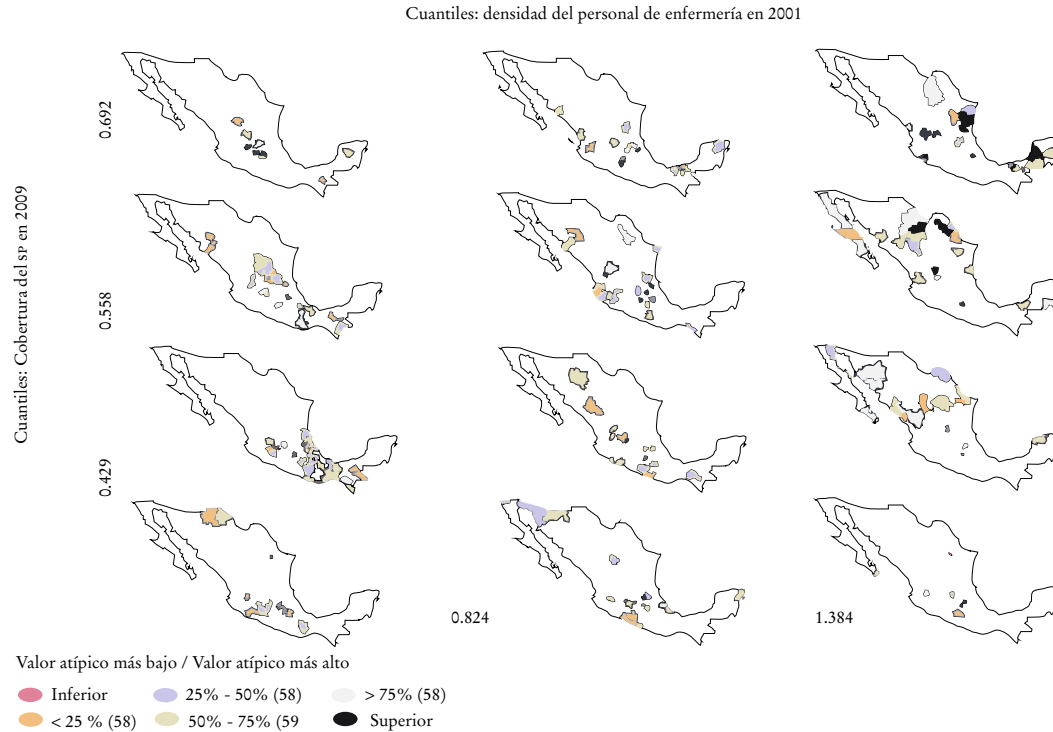 Cuantiles: densidad del personal de enfermería en 2001
Cuantiles: Cobertura del SP en 2009
0.692
0.558
0.429
0.824
1.384
Valor atípico más bajo / Valor atípico más alto
Inferior
25% - 50% (58)
> 75% (58)
< 25 % (58)
50% - 75% (59
Superior